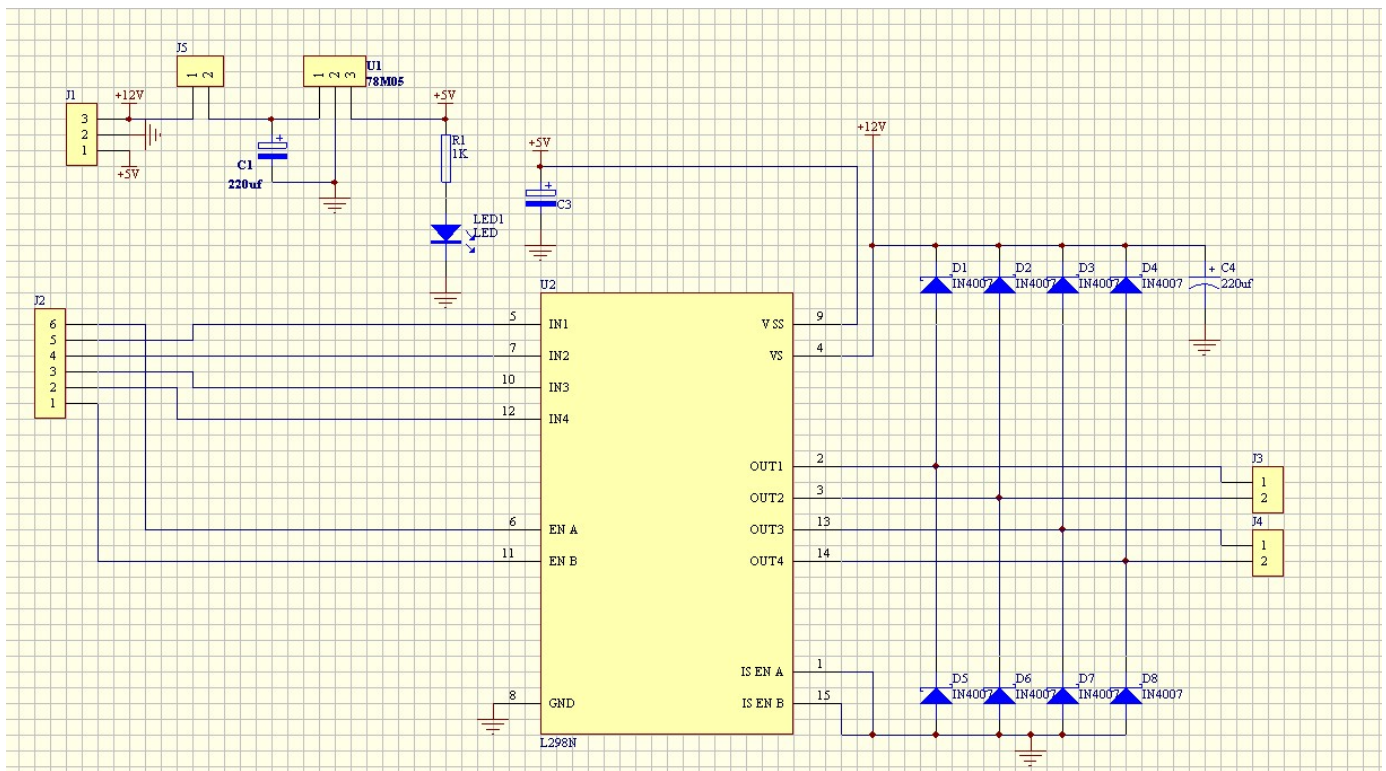 J5
1 2
U1
78M05
1 2 3
J1
3
2
1
+12V
+5V
C1
220uf
+
+5V
R1
1K
LED1
LED
+5V
+
C3
+12V
D1
IN4007
D2
IN4007
D3
IN4007
D4
IN4007
+
C4
220uf
J2
6
5
4
3
2
1
U2
5 IN1
7 IN2
10 IN3
12 IN4
6 EN A
11 EN B
8 GND
VSS 9
VS 4
OUT1 2
OUT2 3
OUT3 13
OUT4 14
IS EN A 1
IS EN B 15
L298N
J3
1
2
J4
1
2
D5
IN4007
D6
IN4007
D7
IN4007
D8
IN4007